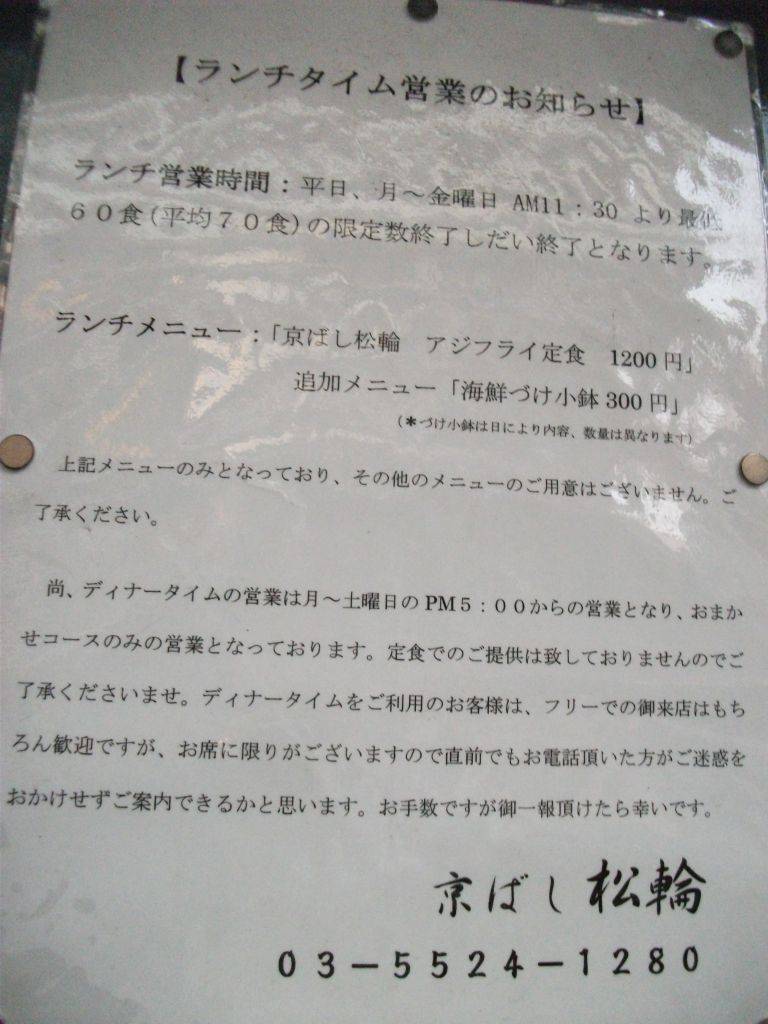 【ランチタイム営業のお知らせ】
ランチ営業時間：平日、月～金曜日 AM11：30 より最低
６０食(平均７０食)の限定数終了しだい終了となります。
ランチメニュー：「京ばし松輪　アジフライ定食　1200 円」
追加メニュー「海鮮づけ小鉢 300 円」
（＊づけ小鉢は日により内容、数量は異なります）
上記メニューのみとなっており、その他のメニューのご用意はございません。ご
了承ください。
尚、ディナータイムの営業は月～土曜日の PM５：００からの営業となり、おまか
せコースのみの営業となっております。定食でのご提供は致しておりませんのでご
了承くださいませ。ディナータイムをご利用のお客様は、フリーでの御来店はもち
ろん歓迎ですが、お席に限りがございますので直前でもお電話頂いた方がご迷惑を
おかけせずご案内できるかと思います。お手数ですが御一報頂けたら幸いです。
京ばし松輪
０３－５５２４－１２８０